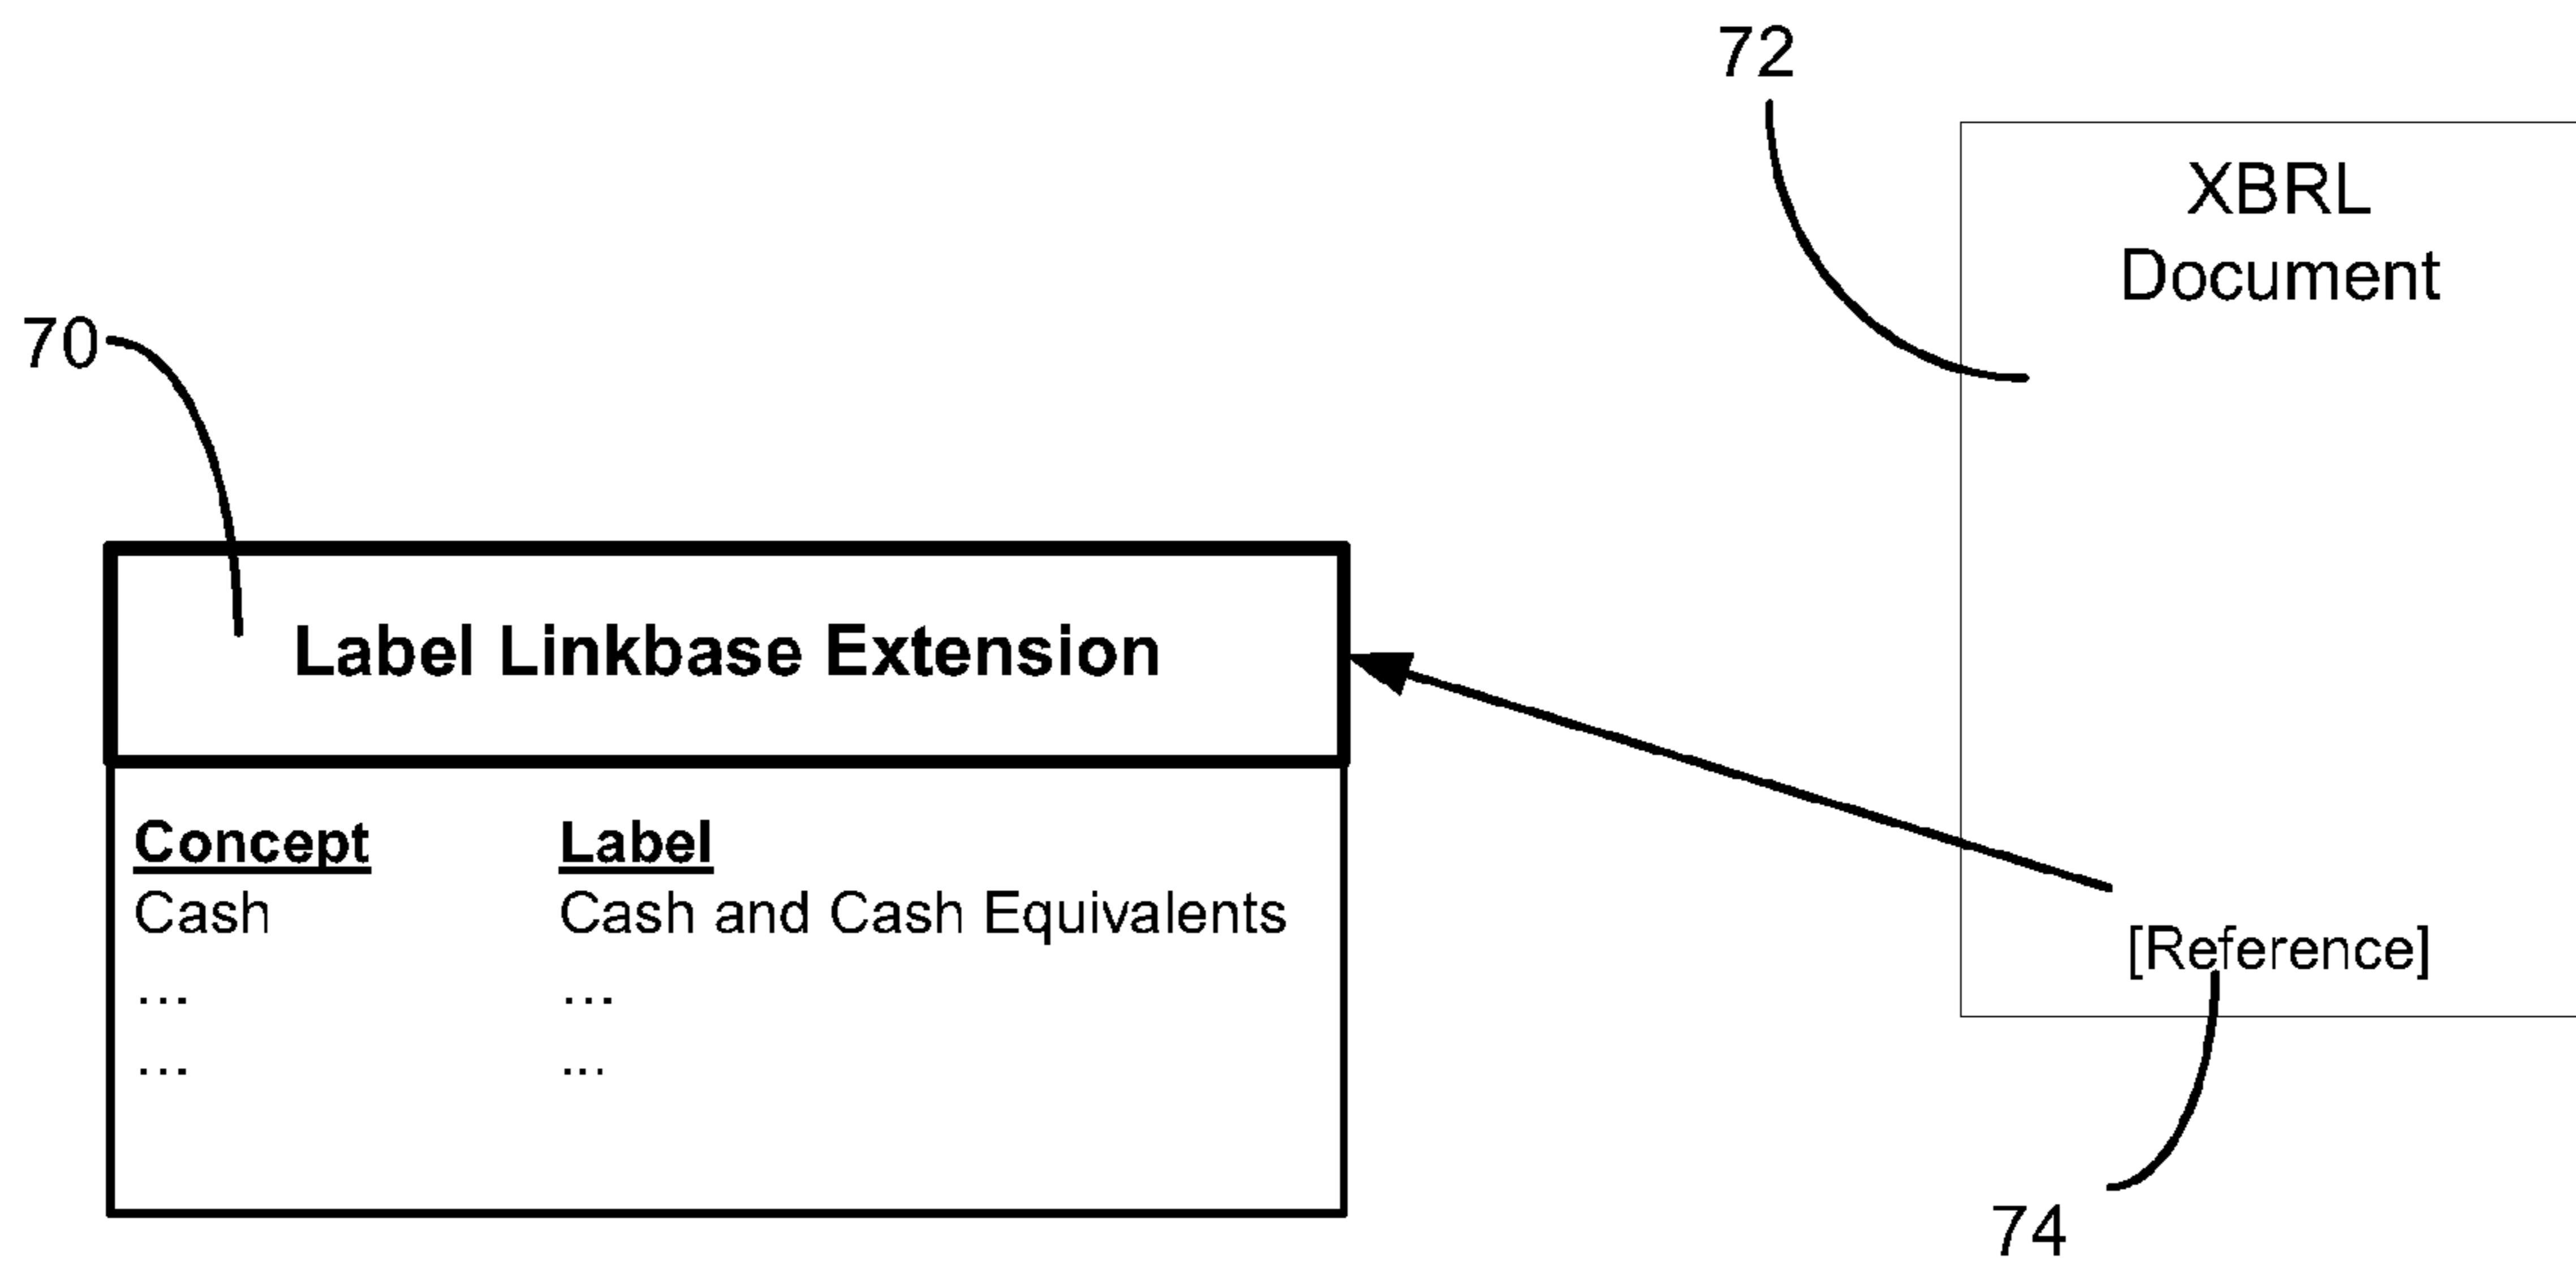 72
XBRL
Document
70
Label Linkbase Extension
Concept Label
Cash Cash and Cash Equivalents
... ...
... ...
[Reference]
74